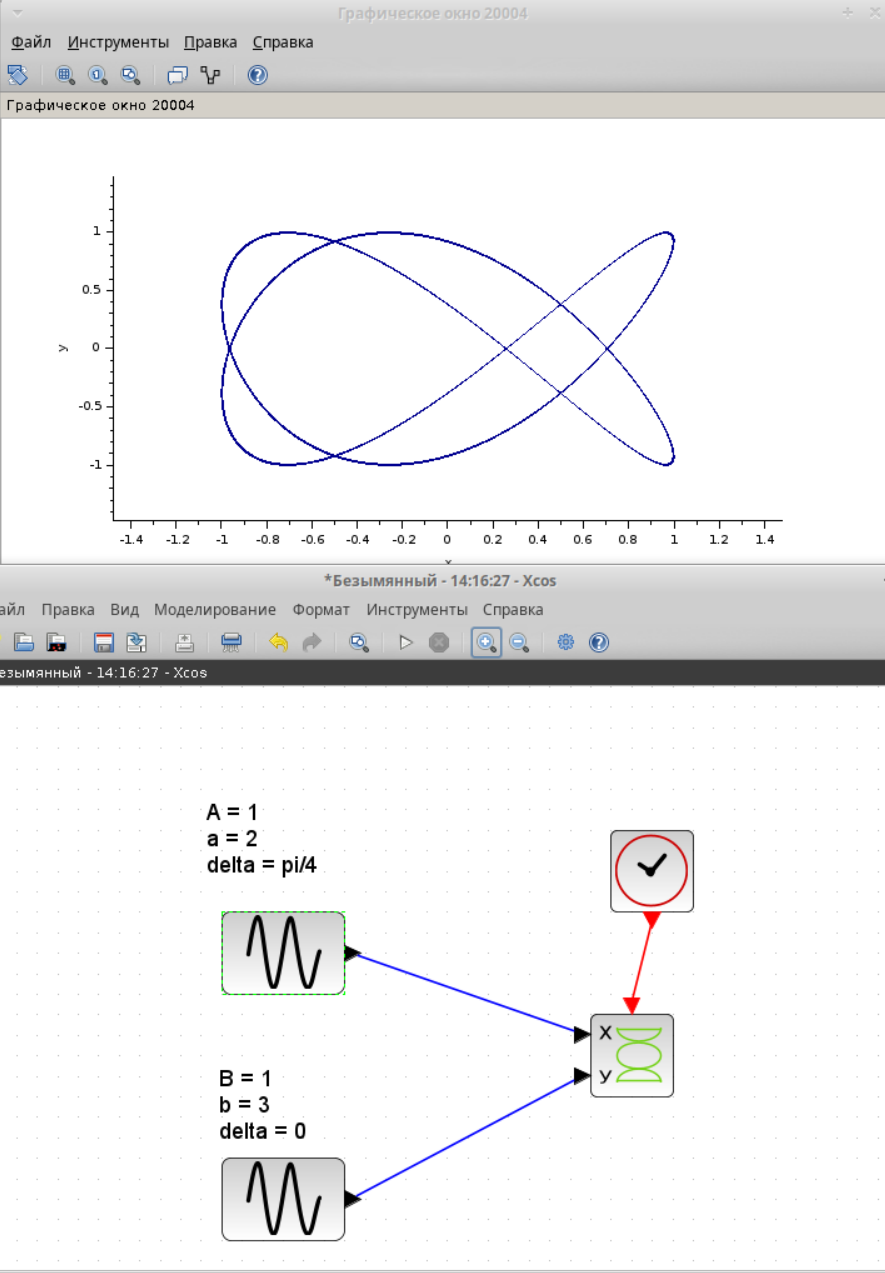 Графическое окно 20004
Файл Инструменты Правка Справка
Графическое окно 20004
1
0.5
y
0
-0.5
-1
-1.4 -1.2 -1 -0.8 -0.6 -0.4 -0.2 0 0.2 0.4 0.6 0.8 1 1.2 1.4
x
*Безымянный - 14:16:27 - Xcos
айл Правка Вид Моделирование Формат Инструменты Справка
езымянный - 14:16:27 - Xcos
A = 1
a = 2
delta = pi/4
X
y
B = 1
b = 3
delta = 0